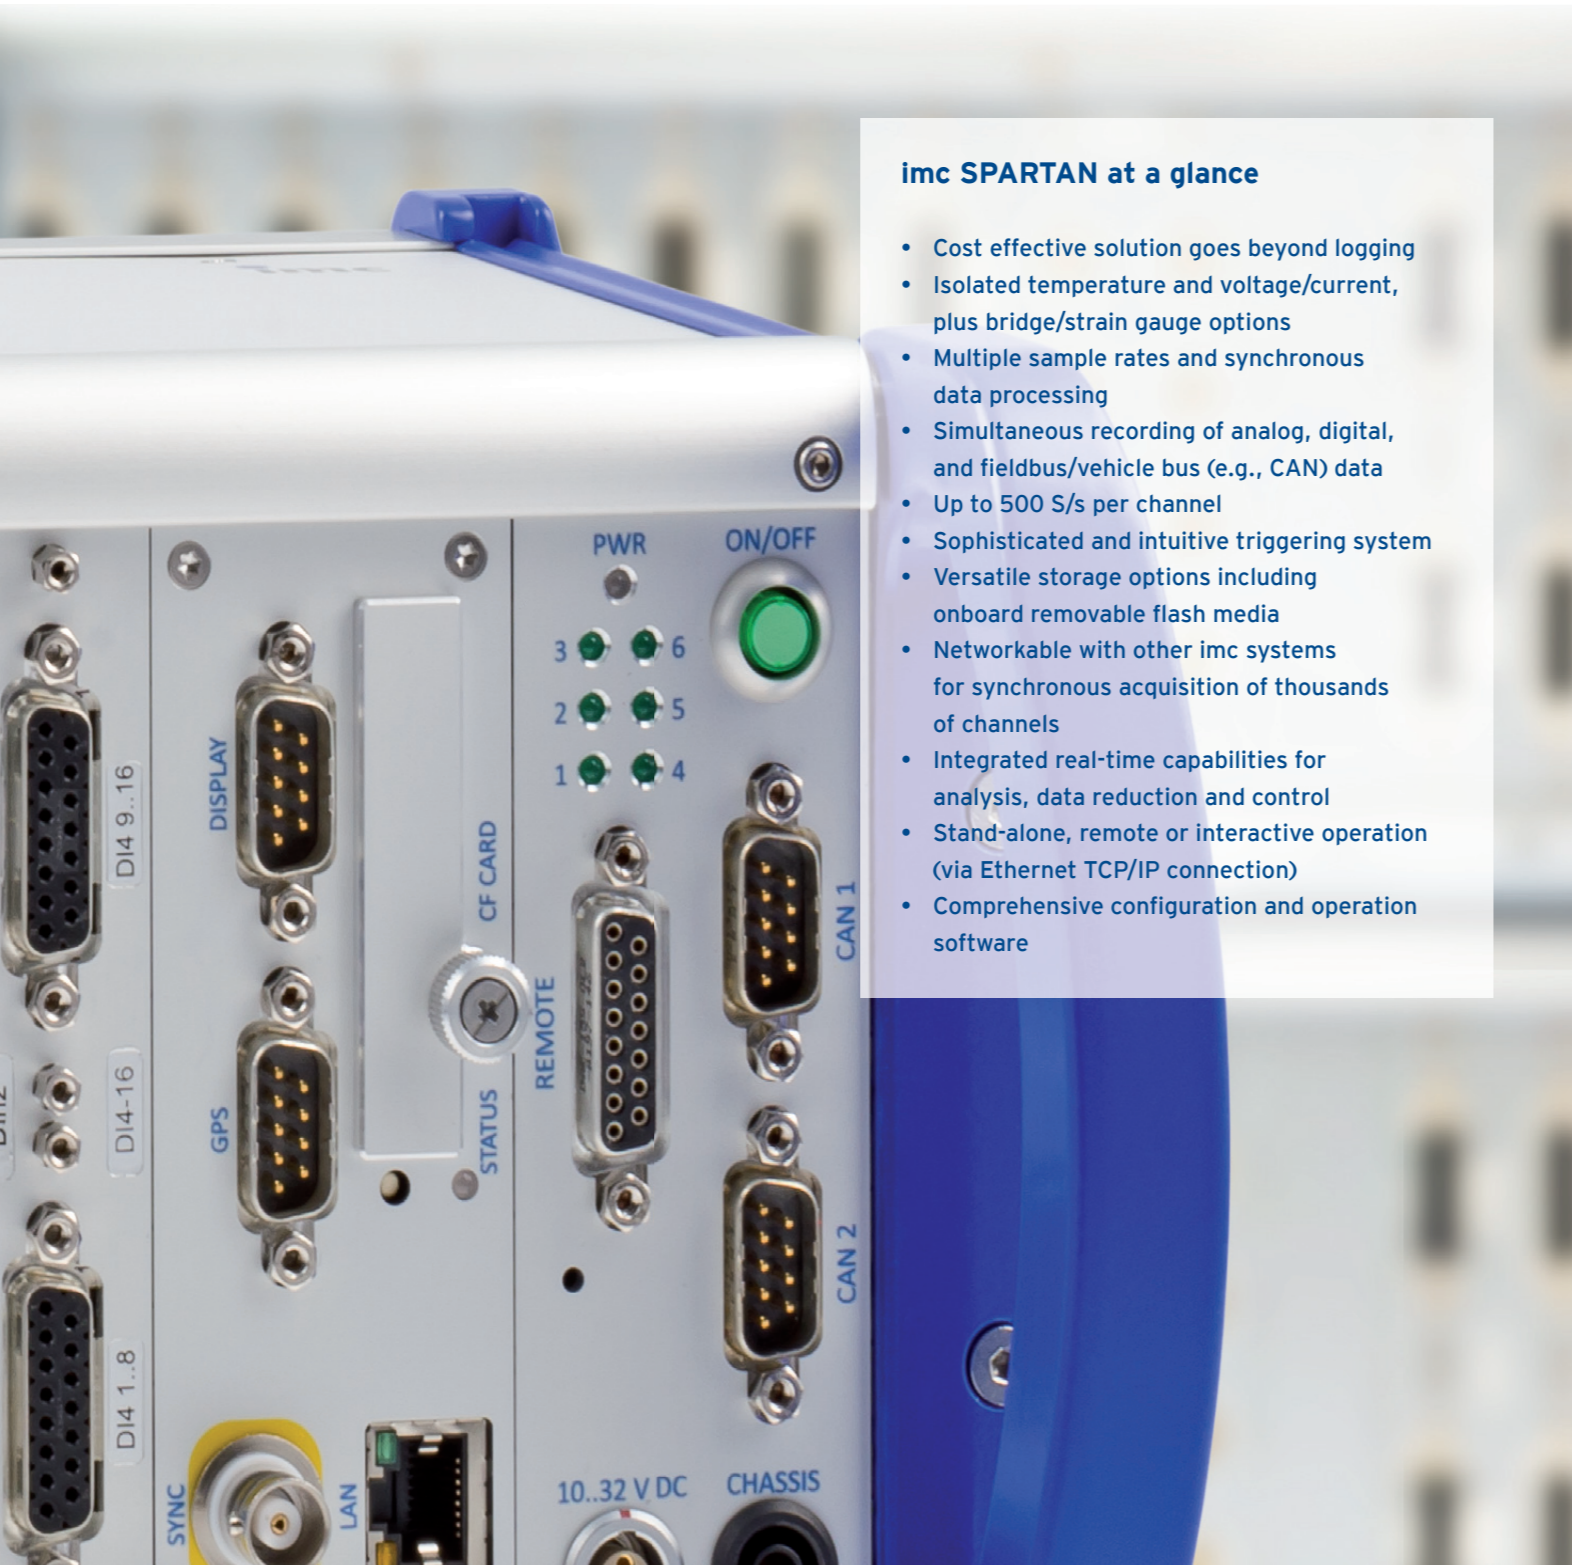 imc SPARTAN at a glance
• Cost effective solution goes beyond logging
• Isolated temperature and voltage/current,
plus bridge/strain gauge options
• Multiple sample rates and synchronous
data processing
• Simultaneous recording of analog, digital,
and fieldbus/vehicle bus (e.g., CAN) data
• Up to 500 S/s per channel
• Sophisticated and intuitive triggering system
• Versatile storage options including
onboard removable flash media
• Networkable with other imc systems
for synchronous acquisition of thousands
of channels
• Integrated real-time capabilities for
analysis, data reduction and control
• Stand-alone, remote or interactive operation
(via Ethernet TCP/IP connection)
• Comprehensive configuration and operation
software
imc
PWR
ON/OFF
3
6
2
5
1
4
DI4 9..16
DISPLAY
CF CARD
CAN 1
REMOTE
DI4-16
GPS
STATUS
CAN 2
DI4 1..8
SYNC
LAN
10..32 V DC
CHASSIS